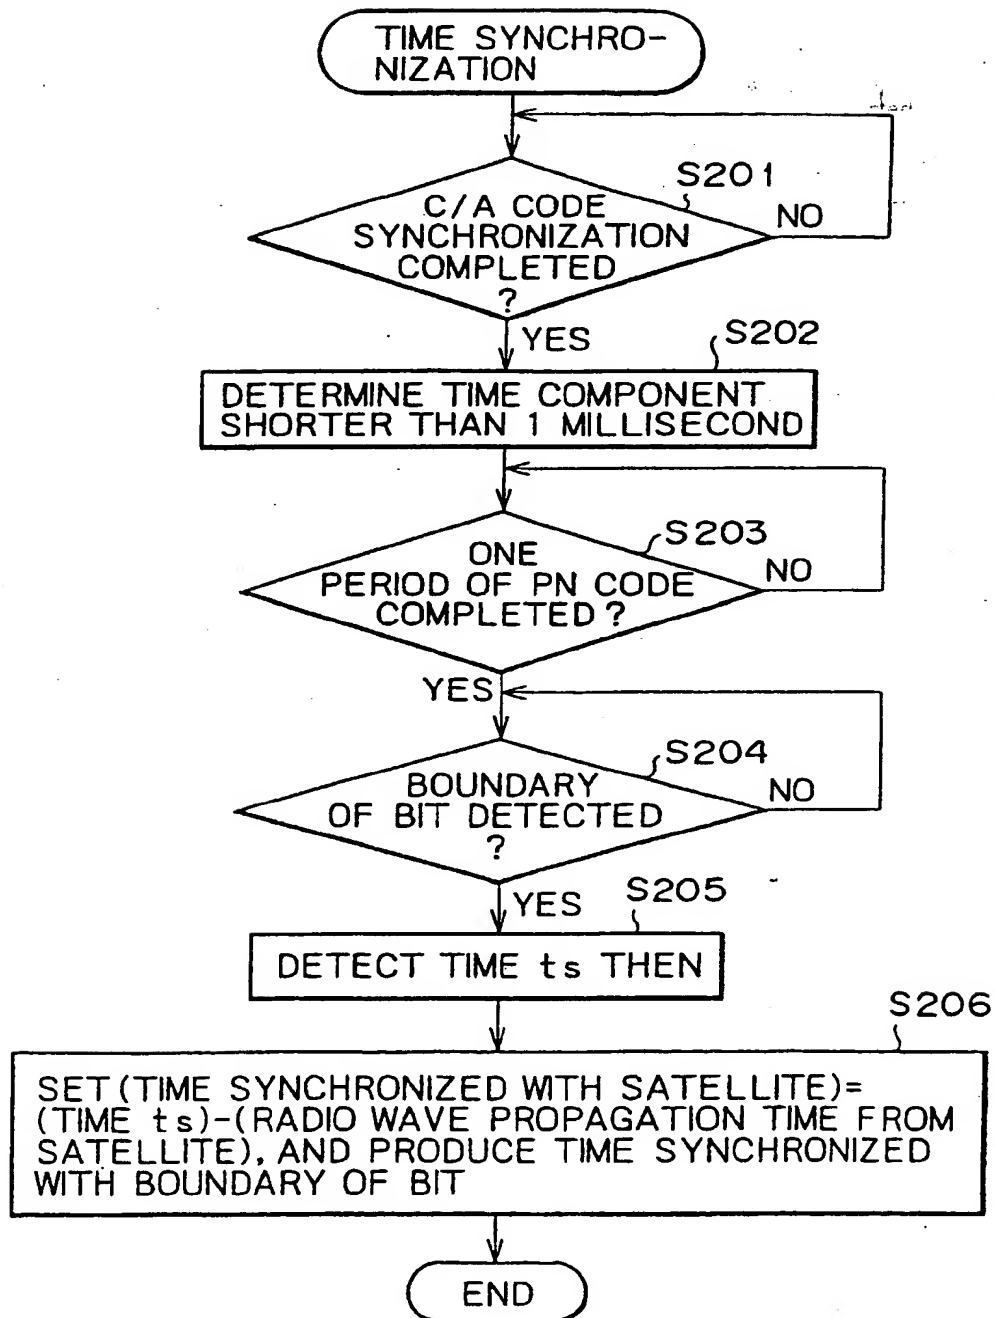 TIME SYNCHRO-
NIZATION
S201
C/A CODE
SYNCHRONIZATION
COMPLETED
?
NO
YES
S202
DETERMINE TIME COMPONENT
SHORTER THAN 1 MILLISECOND
S203
ONE
PERIOD OF PN CODE
COMPLETED ?
NO
YES
S204
BOUNDARY
OF BIT DETECTED
?
NO
YES
S205
DETECT TIME ts THEN
S206
SET (TIME SYNCHRONIZED WITH SATELLITE)=
(TIME ts)-(RADIO WAVE PROPAGATION TIME FROM
SATELLITE), AND PRODUCE TIME SYNCHRONIZED
WITH BOUNDARY OF BIT
END